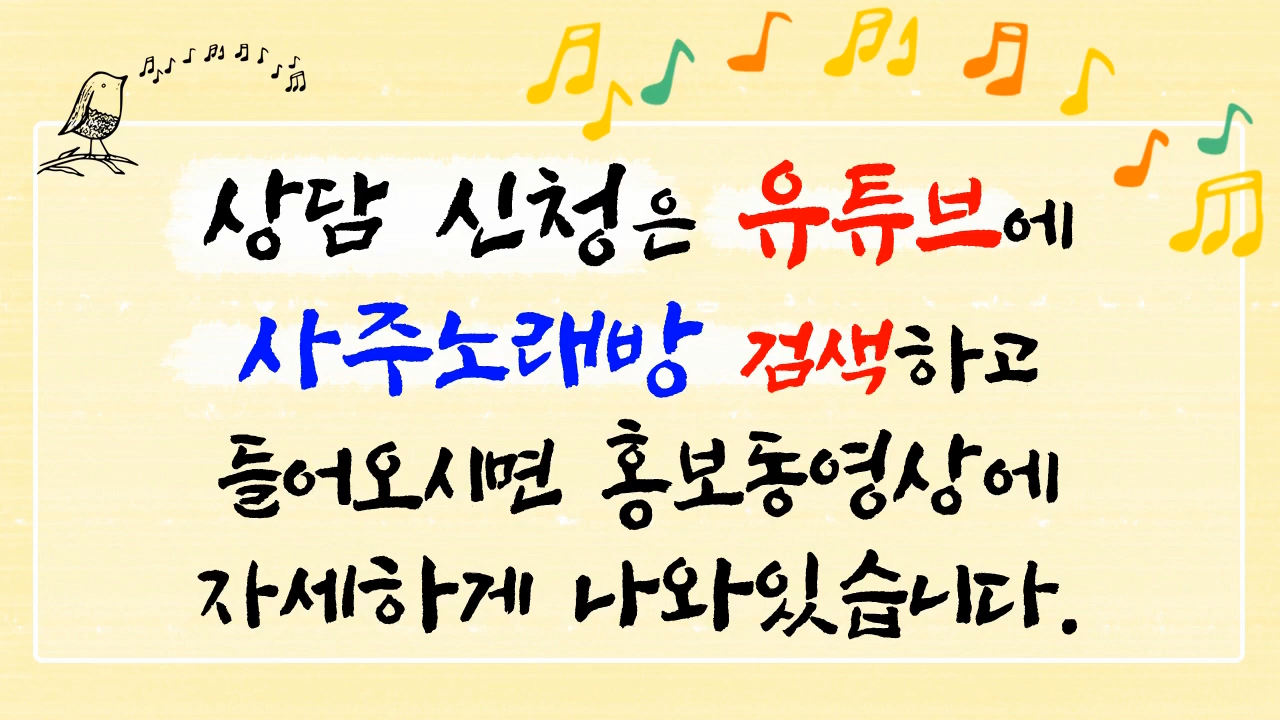 상담 신청은 유튜브에
사주노래방 검색하고
들어오시면 홍보동영상에
자세하게 나와있습니다.